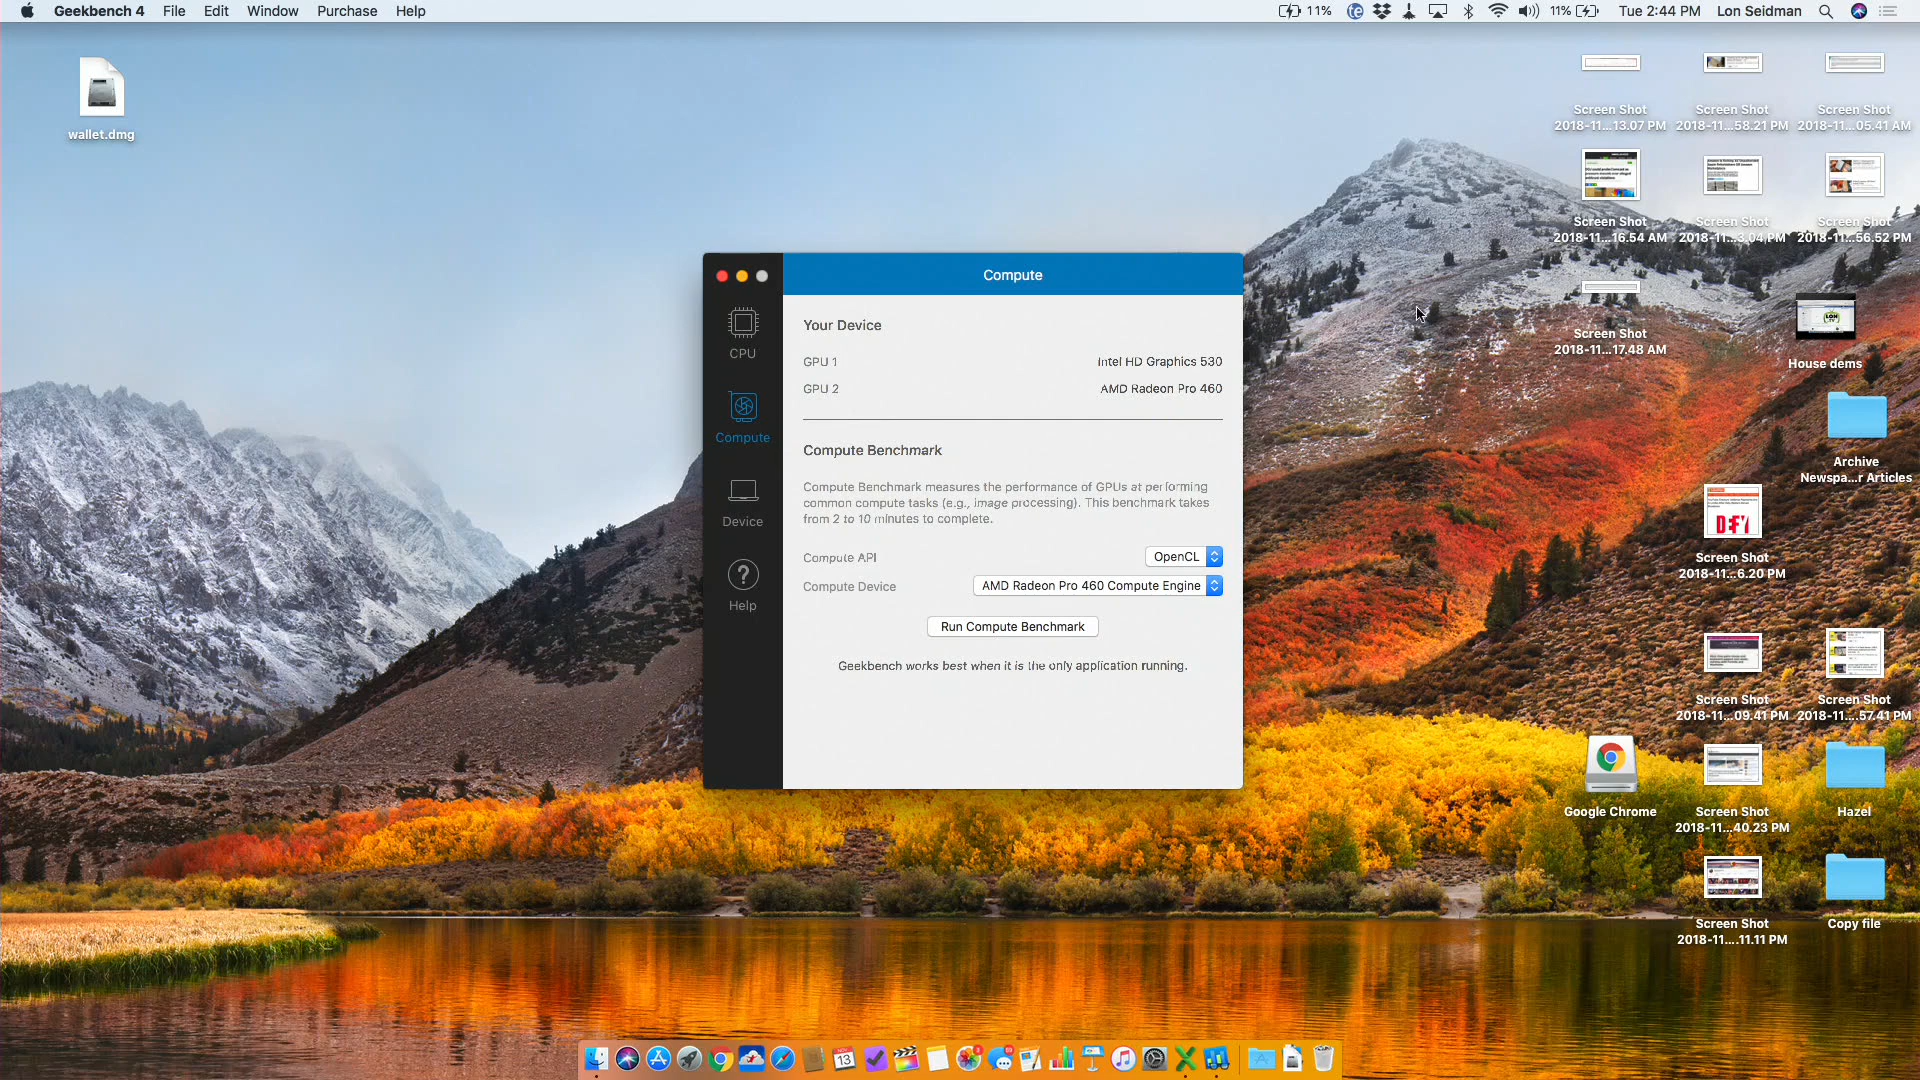 Geekbench 4 File Edit Window Purchase Help
11% 11% Tue 2:44 PM Lon Seidman
wallet.dmg
Screen Shot
2018-11...13.07 PM
Screen Shot
2018-11...58.21 PM
Screen Shot
2018-11...05.41 AM
Screen Shot
2018-11...16.54 AM
Screen Shot
2018-11...3.04 PM
Screen Shot
2018-11...56.52 PM
Screen Shot
2018-11...17.48 AM
House dems
Archive
Newspa...r Articles
DEFY
Screen Shot
2018-11...6.20 PM
Screen Shot
2018-11...09.41 PM
Screen Shot
2018-11....57.41 PM
Google Chrome
Screen Shot
2018-11...40.23 PM
Hazel
Screen Shot
2018-11....11.11 PM
Copy file
CPU
Compute
Device
Help
Compute
Your Device
GPU 1 Intel HD Graphics 530
GPU 2 AMD Radeon Pro 460
Compute Benchmark
Compute Benchmark measures the performance of GPUs at performing
common compute tasks (e.g., image processing). This benchmark takes
from 2 to 10 minutes to complete.
Compute API OpenCL
Compute Device AMD Radeon Pro 460 Compute Engine
Run Compute Benchmark
Geekbench works best when it is the only application running.
13